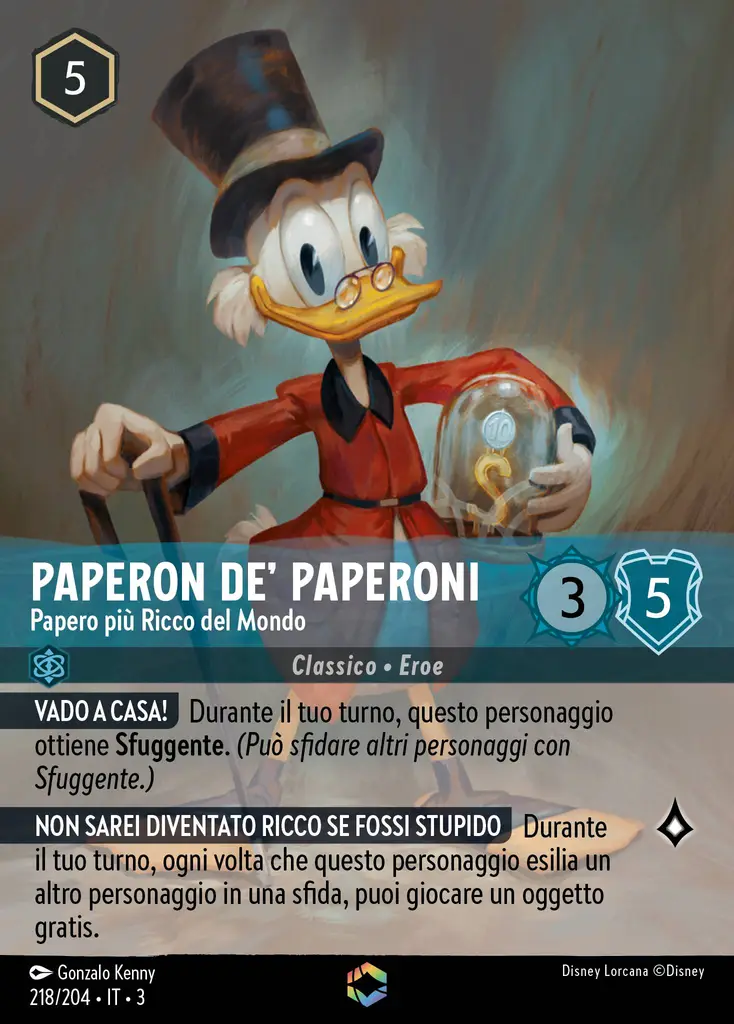 5
10
PAPERON DE' PAPERONI
Papero più Ricco del Mondo
3
5
Classico • Eroe
VADO A CASA! Durante il tuo turno, questo personaggio
ottiene Sfuggente. (Può sfidare altri personaggi con
Sfuggente.)
NON SAREI DIVENTATO RICCO SE FOSSI STUPIDO Durante
il tuo turno, ogni volta che questo personaggio esilia un
altro personaggio in una sfida, puoi giocare un oggetto
gratis.
Gonzalo Kenny
Disney Lorcana ©Disney
218/204 • IT • 3